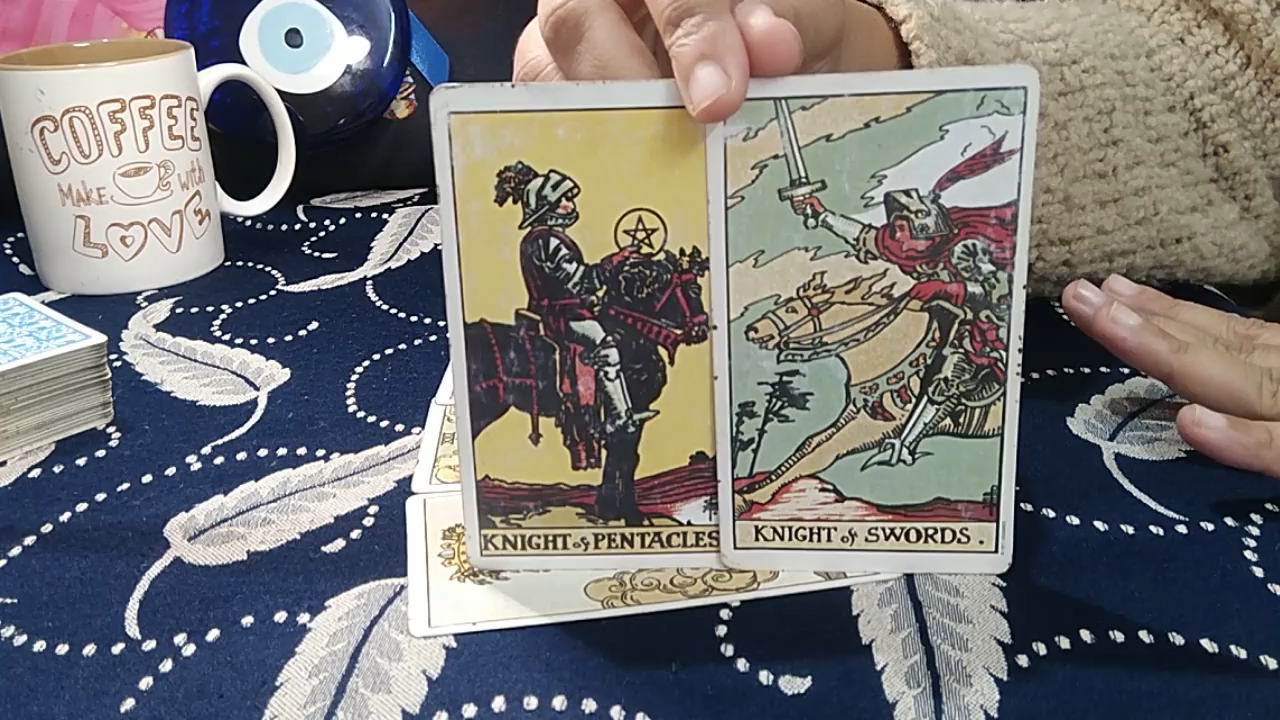 COFFEE
MAKE with
LOVE
KNIGHT of PENTACLES
KNIGHT of SWORDS.